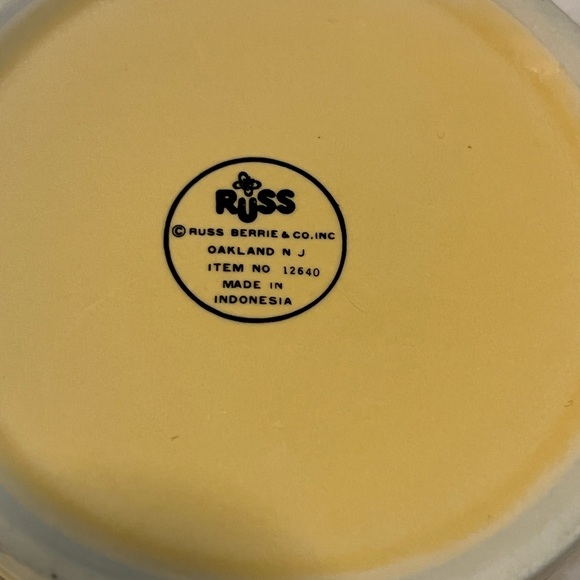 RUSS
© RUSS BERRIE & CO. INC
OAKLAND N J
ITEM NO 12640
MADE IN
INDONESIA